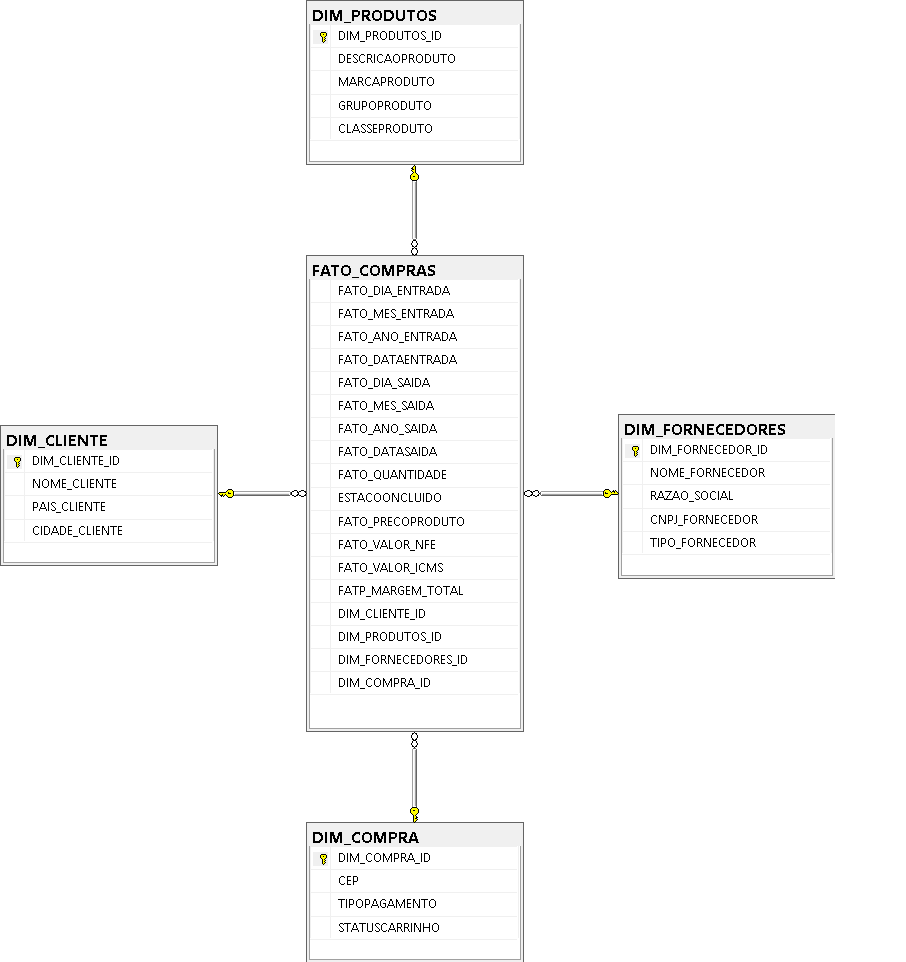 DIM_PRODUTOS
DIM_PRODUTOS_ID
DESCRICAOPRODUTO
MARCAPRODUTO
GRUPOPRODUTO
CLASSEPRODUTO
FATO_COMPRAS
FATO_DIA_ENTRADA
FATO_MES_ENTRADA
FATO_ANO_ENTRADA
FATO_DATAENTRADA
FATO_DIA_SAIDA
FATO_MES_SAIDA
FATO_ANO_SAIDA
FATO_DATASAIDA
FATO_QUANTIDADE
ESTACOONCLUIDO
FATO_PRECOPRODUTO
FATO_VALOR_NFE
FATO_VALOR_ICMS
FATP_MARGEM_TOTAL
DIM_CLIENTE_ID
DIM_PRODUTOS_ID
DIM_FORNECEDORES_ID
DIM_COMPRA_ID
DIM_CLIENTE
DIM_CLIENTE_ID
NOME_CLIENTE
PAIS_CLIENTE
CIDADE_CLIENTE
DIM_FORNECEDORES
DIM_FORNECEDOR_ID
NOME_FORNECEDOR
RAZAO_SOCIAL
CNPJ_FORNECEDOR
TIPO_FORNECEDOR
DIM_COMPRA
DIM_COMPRA_ID
CEP
TIPOPAGAMENTO
STATUSCARRINHO